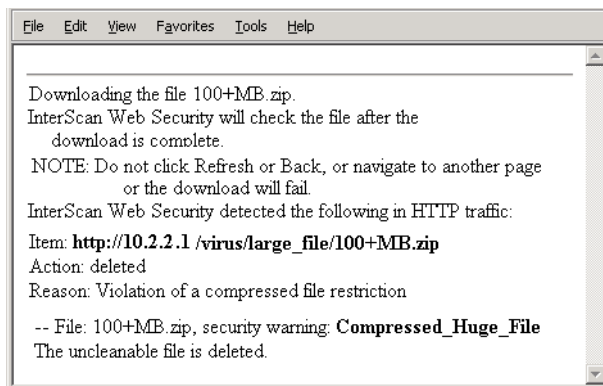 File Edit View Favorites Tools Help
Downloading the file 100+MB.zip.
InterScan Web Security will check the file after the
download is complete.
NOTE: Do not click Refresh or Back, or navigate to another page
or the download will fail.
InterScan Web Security detected the following in HTTP traffic:
Item: http://10.2.2.1 /virus/large_file/100+MB.zip
Action: deleted
Reason: Violation of a compressed file restriction
-- File: 100+MB.zip, security warning: Compressed_Huge_File
The uncleanable file is deleted.